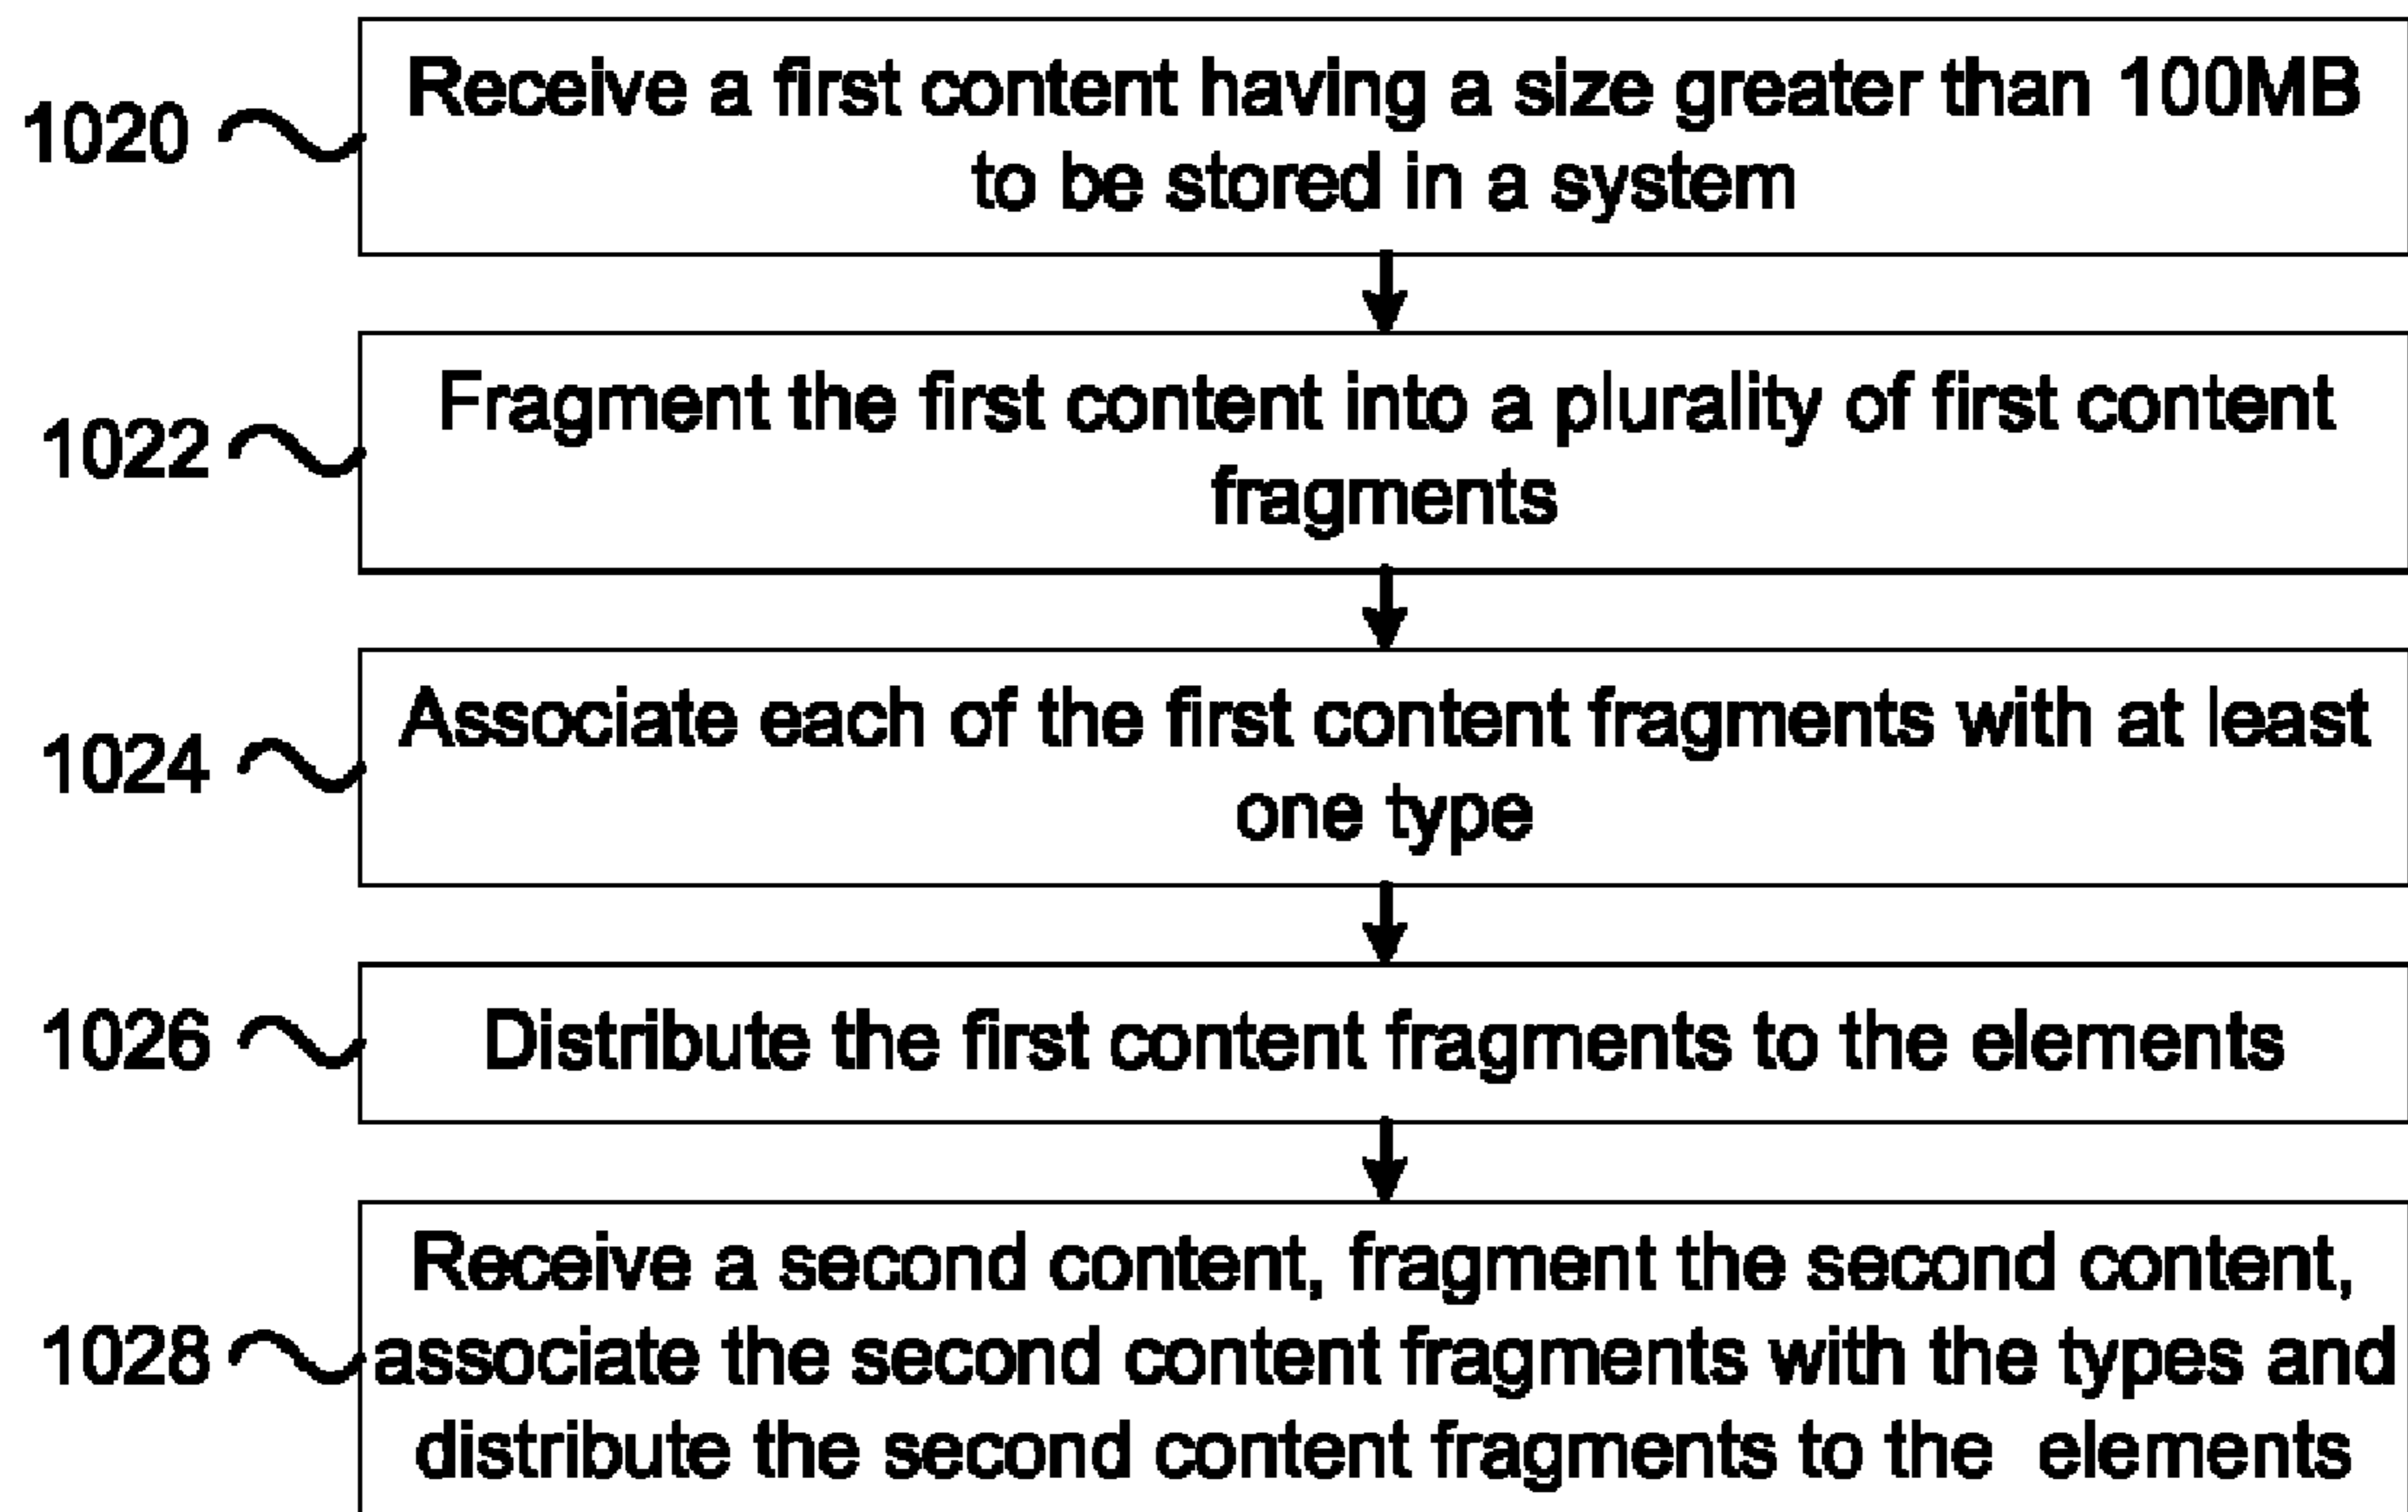 1020
Receive a first content having a size greater than 100MB
to be stored in a system
1022
Fragment the first content into a plurality of first content
fragments
1024
Associate each of the first content fragments with at least
one type
1026
Distribute the first content fragments to the elements
1028
Receive a second content, fragment the second content,
associate the second content fragments with the types and
distribute the second content fragments to the elements